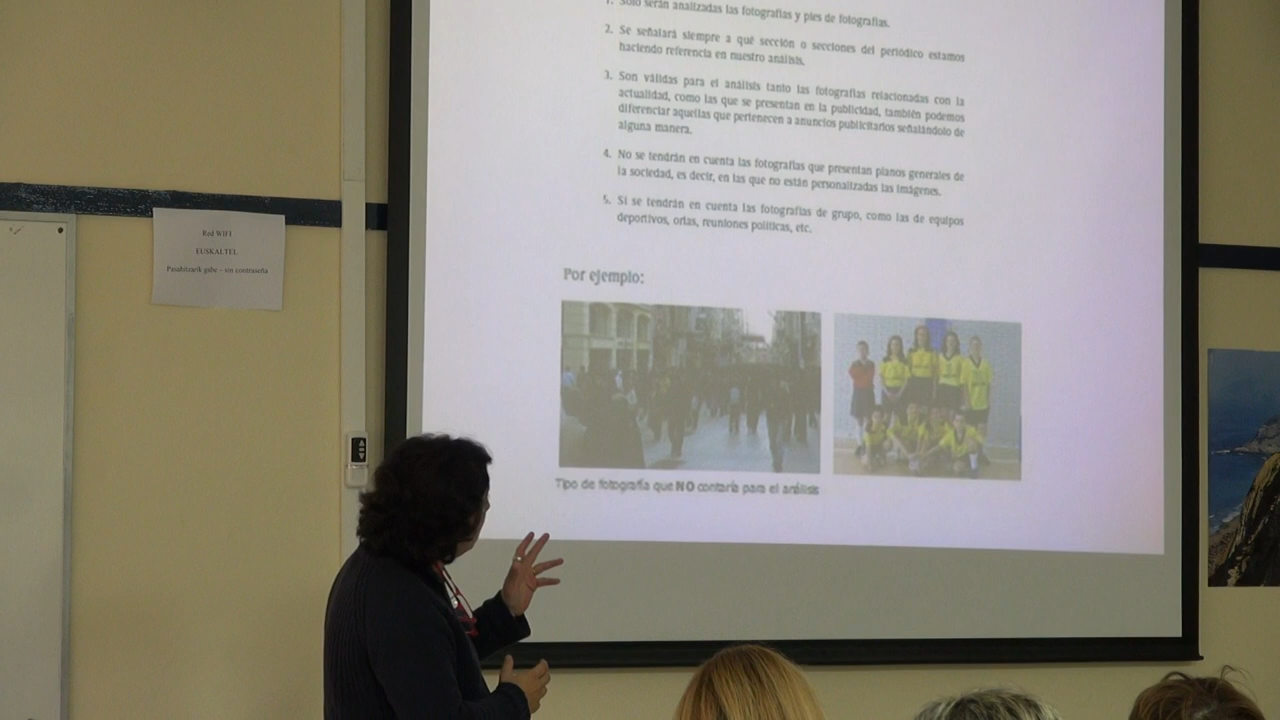 1. Sólo serán analizadas las fotografías y pies de fotografías.
2. Se señalará siempre a qué sección o secciones del periódico estamos
haciendo referencia en nuestro análisis.
3. Son válidas para el análisis tanto las fotografías relacionadas con la
actualidad, como las que se presentan en la publicidad, también podemos
diferenciar aquellas que pertenecen a anuncios publicitarios señalándolo de
alguna manera.
4. No se tendrán en cuenta las fotografías que presentan planos generales de
la sociedad, es decir, en las que no están personalizadas las imágenes.
5. Sí se tendrán en cuenta las fotografías de grupo, como las de equipos
deportivos, orlas, reuniones políticas, etc.
Por ejemplo:
Tipo de fotografía que NO contaría para el análisis
Red WIFI
EUSKALTEL
Pasahitzarik gabe - sin contraseña